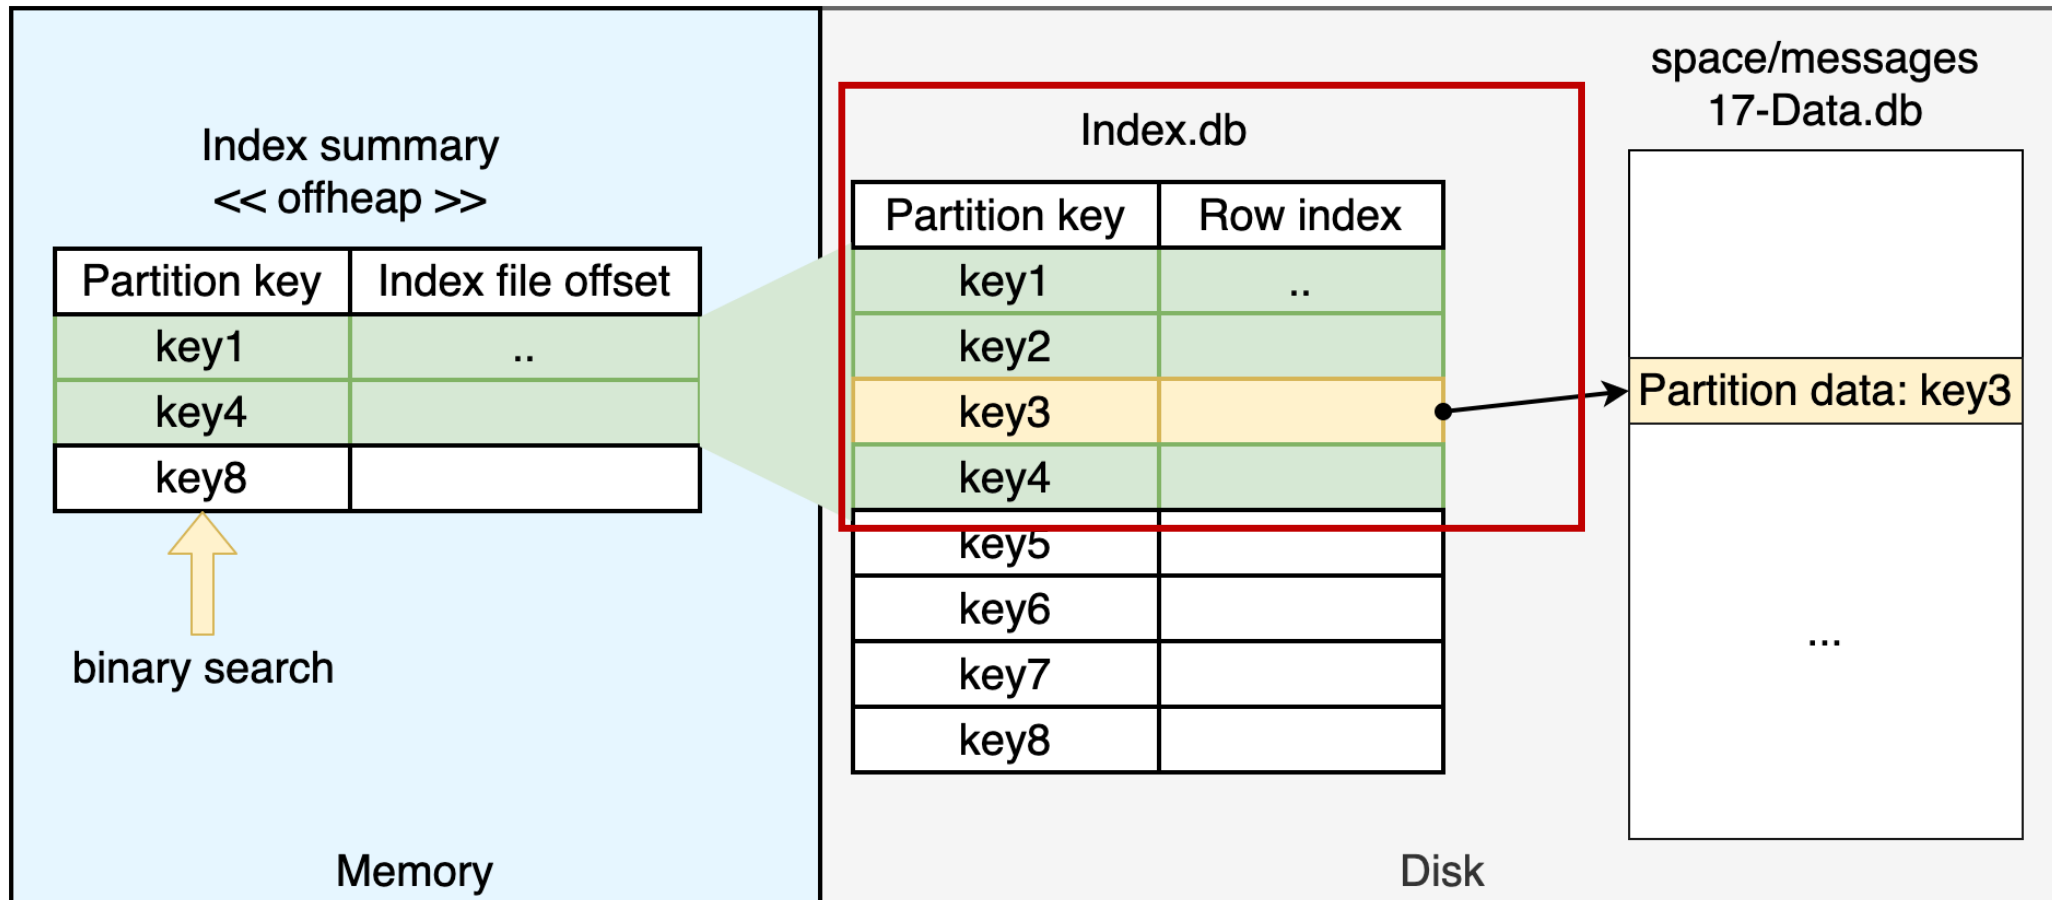 Index summary
<< offheap >>
Partition key Index file offset
key1 ..
key4
key8
binary search
Memory
Index.db
Partition key Row index
key1 ..
key2
key3
key4
key5
key6
key7
key8
space/messages
17-Data.db
Partition data: key3
...
Disk